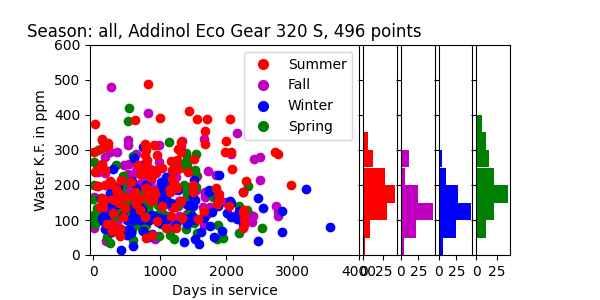 Season: all, Addinol Eco Gear 320 S, 496 points
Water K.F. in ppm
600
500
400
300
200
100
0
Summer
Fall
Winter
Spring
0 1000 2000 3000 4000 0 25 0 25 0 25 0 25
Days in service